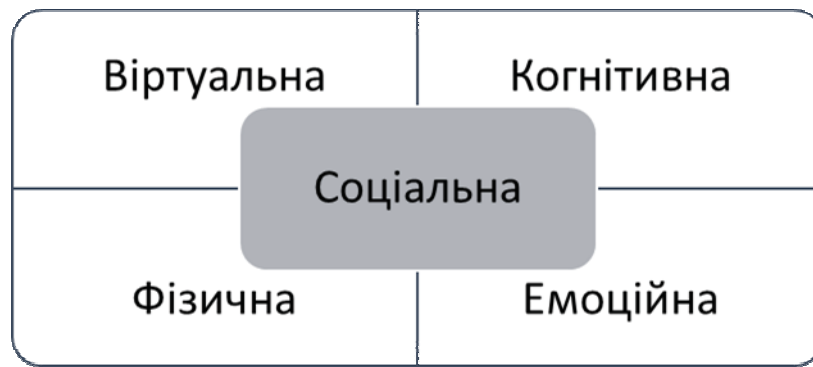 Віртуальна
Когнітивна
Соціальна
Фізична
Емоційна